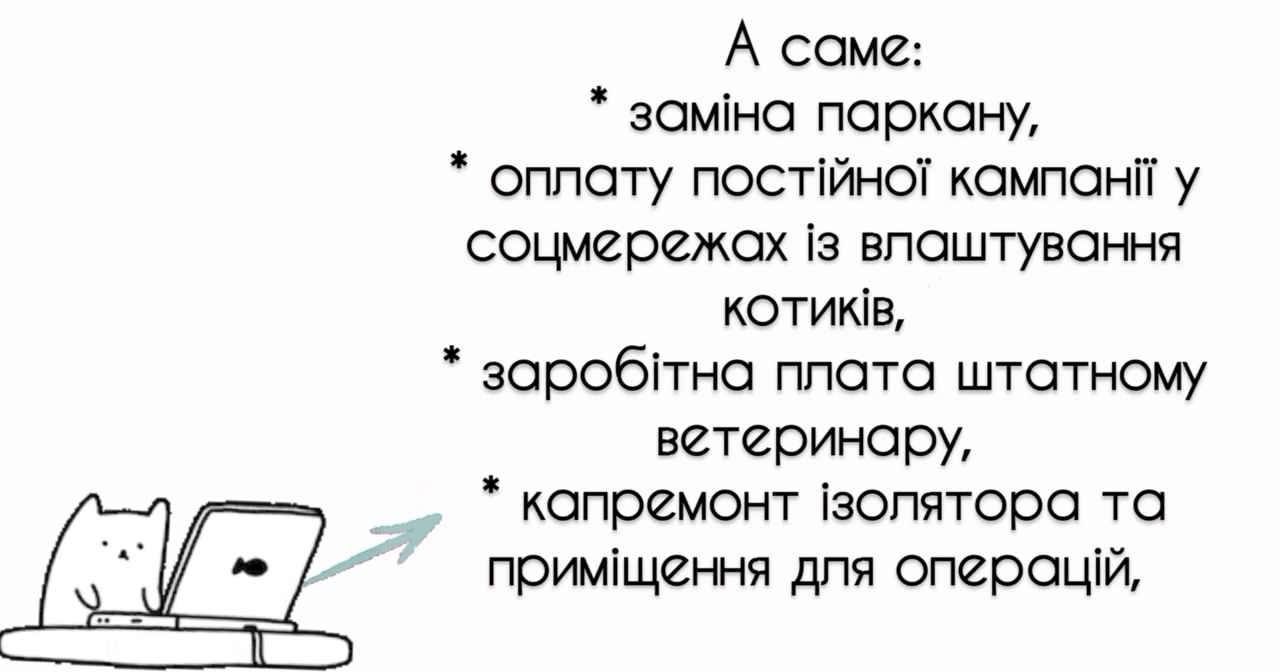 А саме:
* заміна паркану,
* оплату постійної кампанії у
соцмережах із влаштування
котиків,
* заробітна плата штатному
ветеринару,
* капремонт ізолятора та
приміщення для операцій,